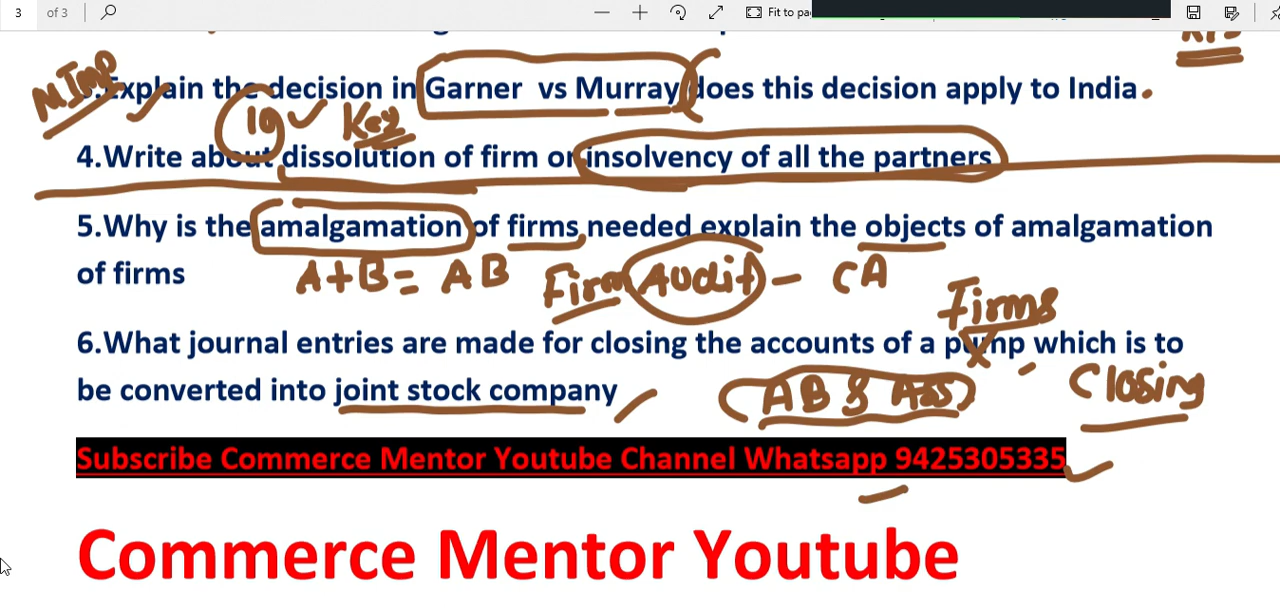 3 of 3 Fit to pa
M.Imp
3.Explain the decision in Garner vs Murray does this decision apply to India.
19 Key
4.Write about dissolution of firm or insolvency of all the partners
5.Why is the amalgamation of firms needed explain the objects of amalgamation
of firms
A+B= AB Firm Audit - CA
Firms
6.What journal entries are made for closing the accounts of a pump which is to
be converted into joint stock company
(AB & Ass) Closing
Subscribe Commerce Mentor Youtube Channel Whatsapp 9425305335
Commerce Mentor Youtube